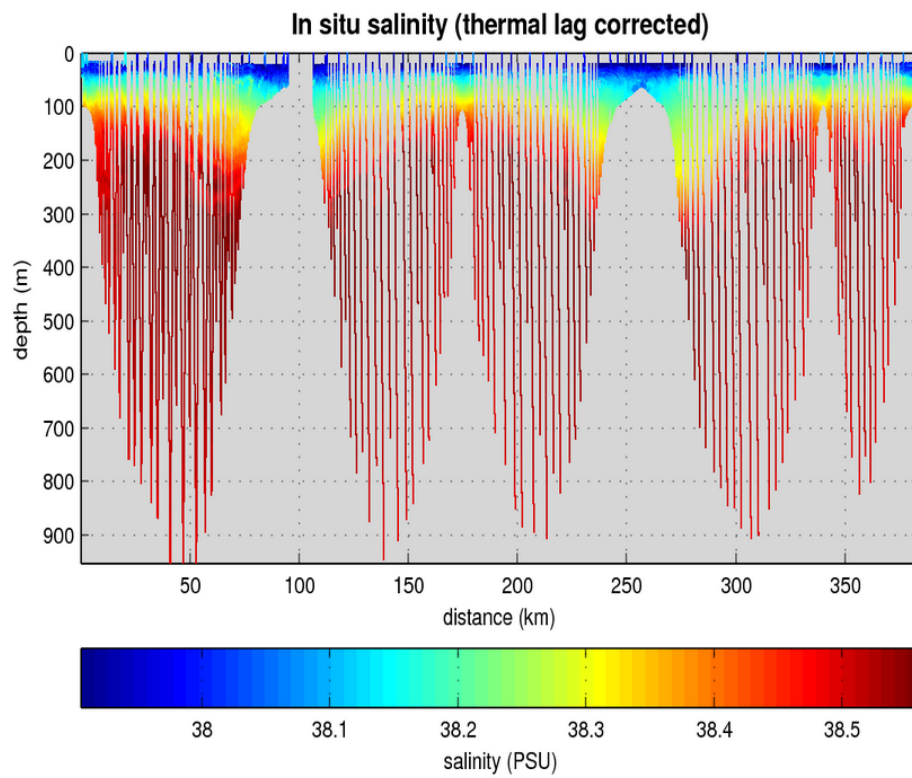 In situ salinity (thermal lag corrected)
0
100
200
300
400
500
600
700
800
900
depth (m)
50 100 150 200 250 300 350
distance (km)
38 38.1 38.2 38.3 38.4 38.5
salinity (PSU)